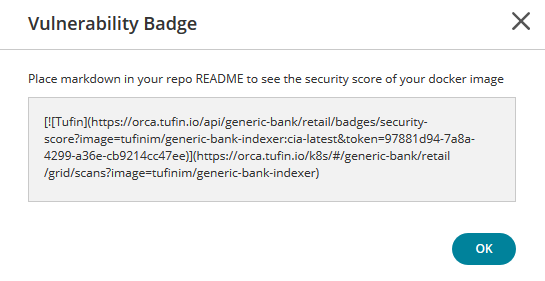 Vulnerability Badge
Place markdown in your repo README to see the security score of your docker image
[![Tufin](https://orca.tufin.io/api/generic-bank/retail/badges/security-
score?image=tufinim/generic-bank-indexer:cia-latest&token=97881d94-7a8a-
4299-a36e-cb9214cc47ee)](https://orca.tufin.io/k8s/#/generic-bank/retail
/grid/scans?image=tufinim/generic-bank-indexer)
OK